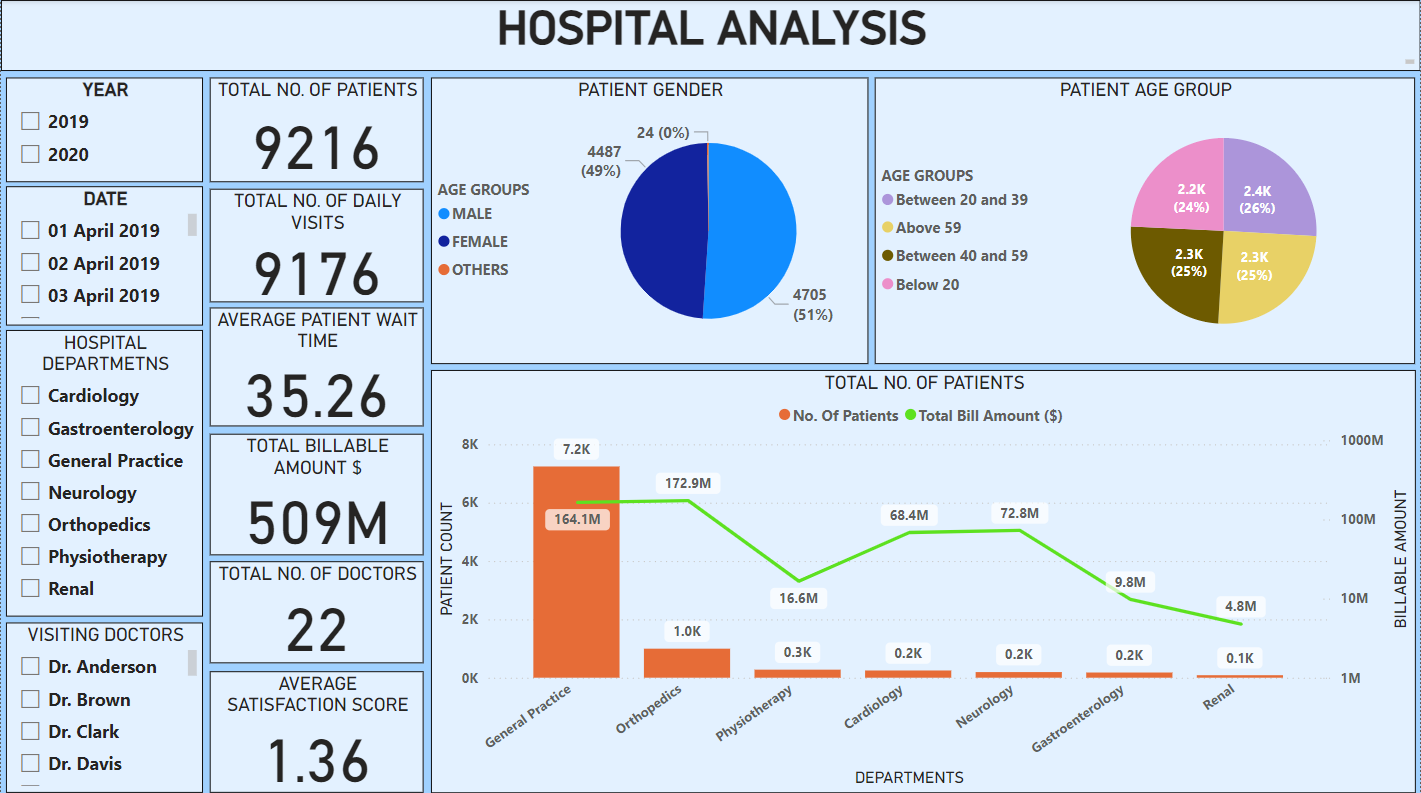 HOSPITAL ANALYSIS
YEAR
2019
2020
DATE
01 April 2019
02 April 2019
03 April 2019
HOSPITAL
DEPARTMETNS
Cardiology
Gastroenterology
General Practice
Neurology
Orthopedics
Physiotherapy
Renal
VISITING DOCTORS
Dr. Anderson
Dr. Brown
Dr. Clark
Dr. Davis
TOTAL NO. OF PATIENTS
9216
TOTAL NO. OF DAILY
VISITS
9176
AVERAGE PATIENT WAIT
TIME
35.26
TOTAL BILLABLE
AMOUNT $
509M
TOTAL NO. OF DOCTORS
22
AVERAGE
SATISFACTION SCORE
1.36
PATIENT GENDER
AGE GROUPS
MALE
FEMALE
OTHERS
24 (0%)
4487
(49%)
4705
(51%)
PATIENT AGE GROUP
AGE GROUPS
Between 20 and 39
Above 59
Between 40 and 59
Below 20
2.2K
(24%)
2.4K
(26%)
2.3K
(25%)
2.3K
(25%)
TOTAL NO. OF PATIENTS
No. Of Patients
Total Bill Amount ($)
PATIENT COUNT
8K
6K
4K
2K
0K
7.2K
164.1M
172.9M
1.0K
16.6M
0.3K
68.4M
0.2K
72.8M
0.2K
9.8M
0.2K
4.8M
0.1K
1000M
100M
10M
1M
BILLABLE AMOUNT
General Practice
Orthopedics
Physiotherapy
Cardiology
Neurology
Gastroenterology
Renal
DEPARTMENTS